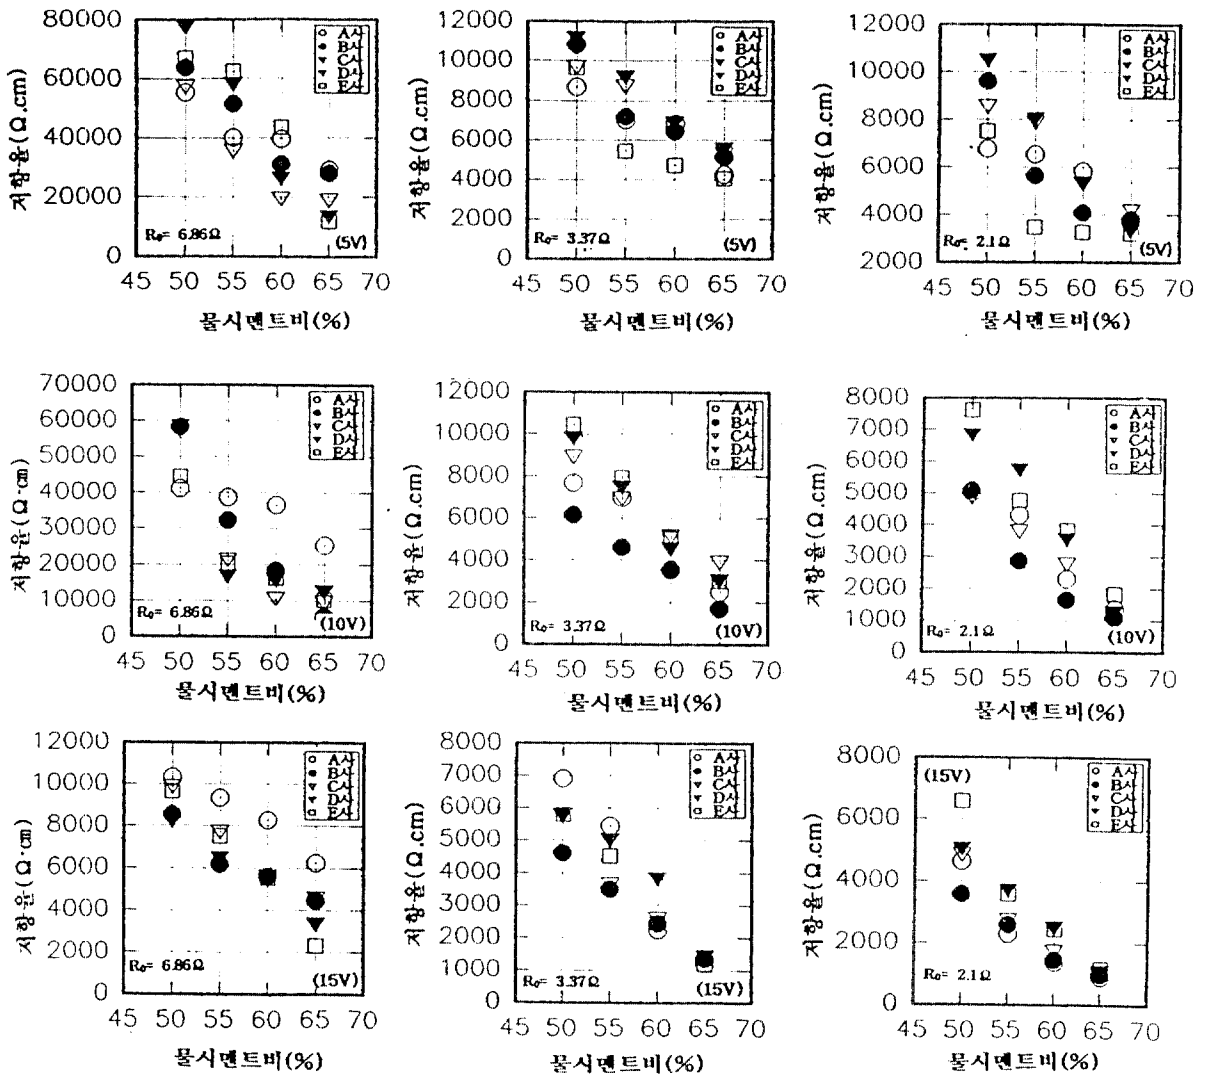 80000
60000
40000
20000
0
저항율(Ω.cm)
○ A사
● B사
▼ C사
▼ D사
□ E사
R₀= 6.86Ω
(5V)
45 50 55 60 65 70
물시멘트비(%)
12000
10000
8000
6000
4000
2000
0
저항율(Ω.cm)
○ A사
● B사
▼ C사
▼ D사
□ E사
R₀= 3.37Ω
(5V)
45 50 55 60 65 70
물시멘트비(%)
12000
10000
8000
6000
4000
2000
저항율(Ω.cm)
○ A사
● B사
▼ C사
▼ D사
□ E사
R₀= 2.1Ω
(5V)
45 50 55 60 65 70
물시멘트비(%)
70000
60000
50000
40000
30000
20000
10000
0
저항율(Ω·cm)
○ A사
● B사
▼ C사
▼ D사
□ E사
R₀= 6.86Ω
(10V)
45 50 55 60 65 70
물시멘트비(%)
12000
10000
8000
6000
4000
2000
0
저항율(Ω.cm)
○ A사
● B사
▽ C사
▼ D사
□ E사
R₀= 3.37Ω
(10V)
45 50 55 60 65 70
물시멘트비(%)
8000
7000
6000
5000
4000
3000
2000
1000
0
저항율(Ω.cm)
○ A사
● B사
▽ C사
▼ D사
□ E사
R₀= 2.1Ω
(10V)
45 50 55 60 65 70
물시멘트비(%)
12000
10000
8000
6000
4000
2000
0
저항율(Ω·cm)
○ A사
● B사
▼ C사
▼ D사
□ E사
R₀= 6.86Ω
(15V)
45 50 55 60 65 70
물시멘트비(%)
8000
7000
6000
5000
4000
3000
2000
1000
0
저항율(Ω.cm)
○ A사
● B사
▼ C사
▼ D사
□ E사
R₀= 3.37Ω
(15V)
45 50 55 60 65 70
물시멘트비(%)
8000
6000
4000
2000
0
저항율(Ω.cm)
(15V)
○ A사
● B사
▽ C사
▼ D사
□ E사
R₀= 2.1Ω
45 50 55 60 65 70
물시멘트비(%)